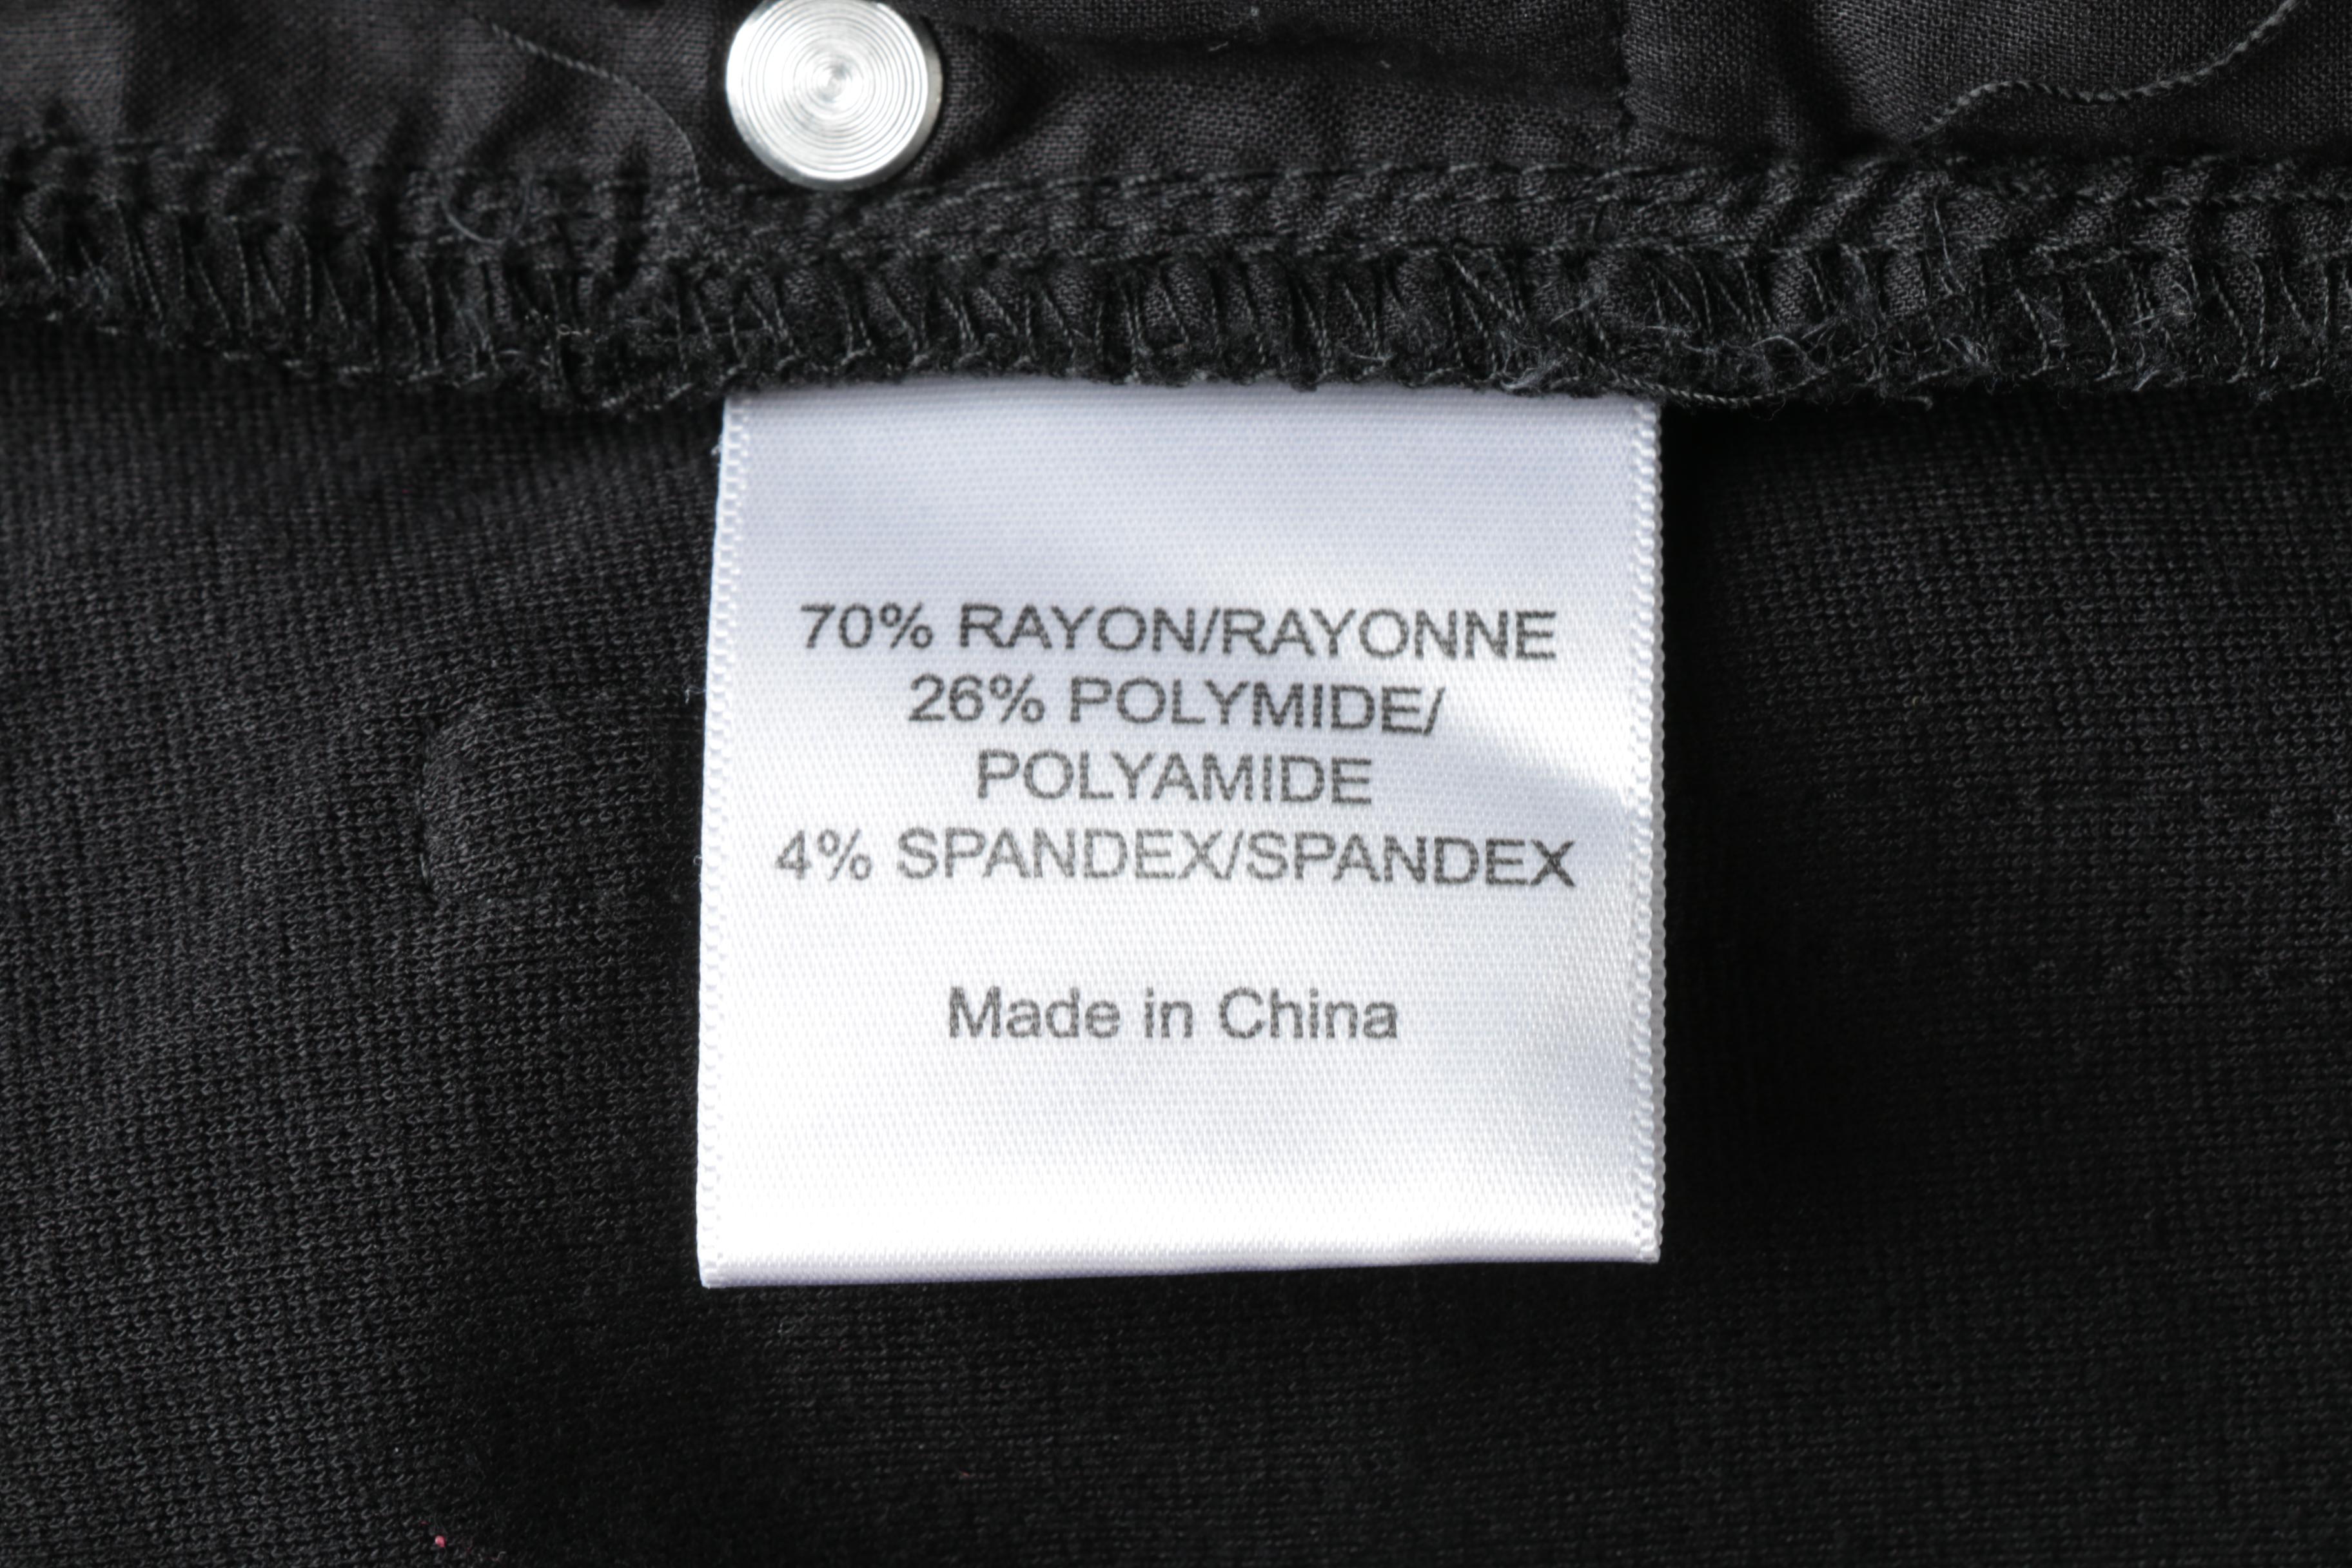 70% RAYON/RAYONNE
26% POLYMIDE/
POLYAMIDE
4% SPANDEX/SPANDEX
Made in China